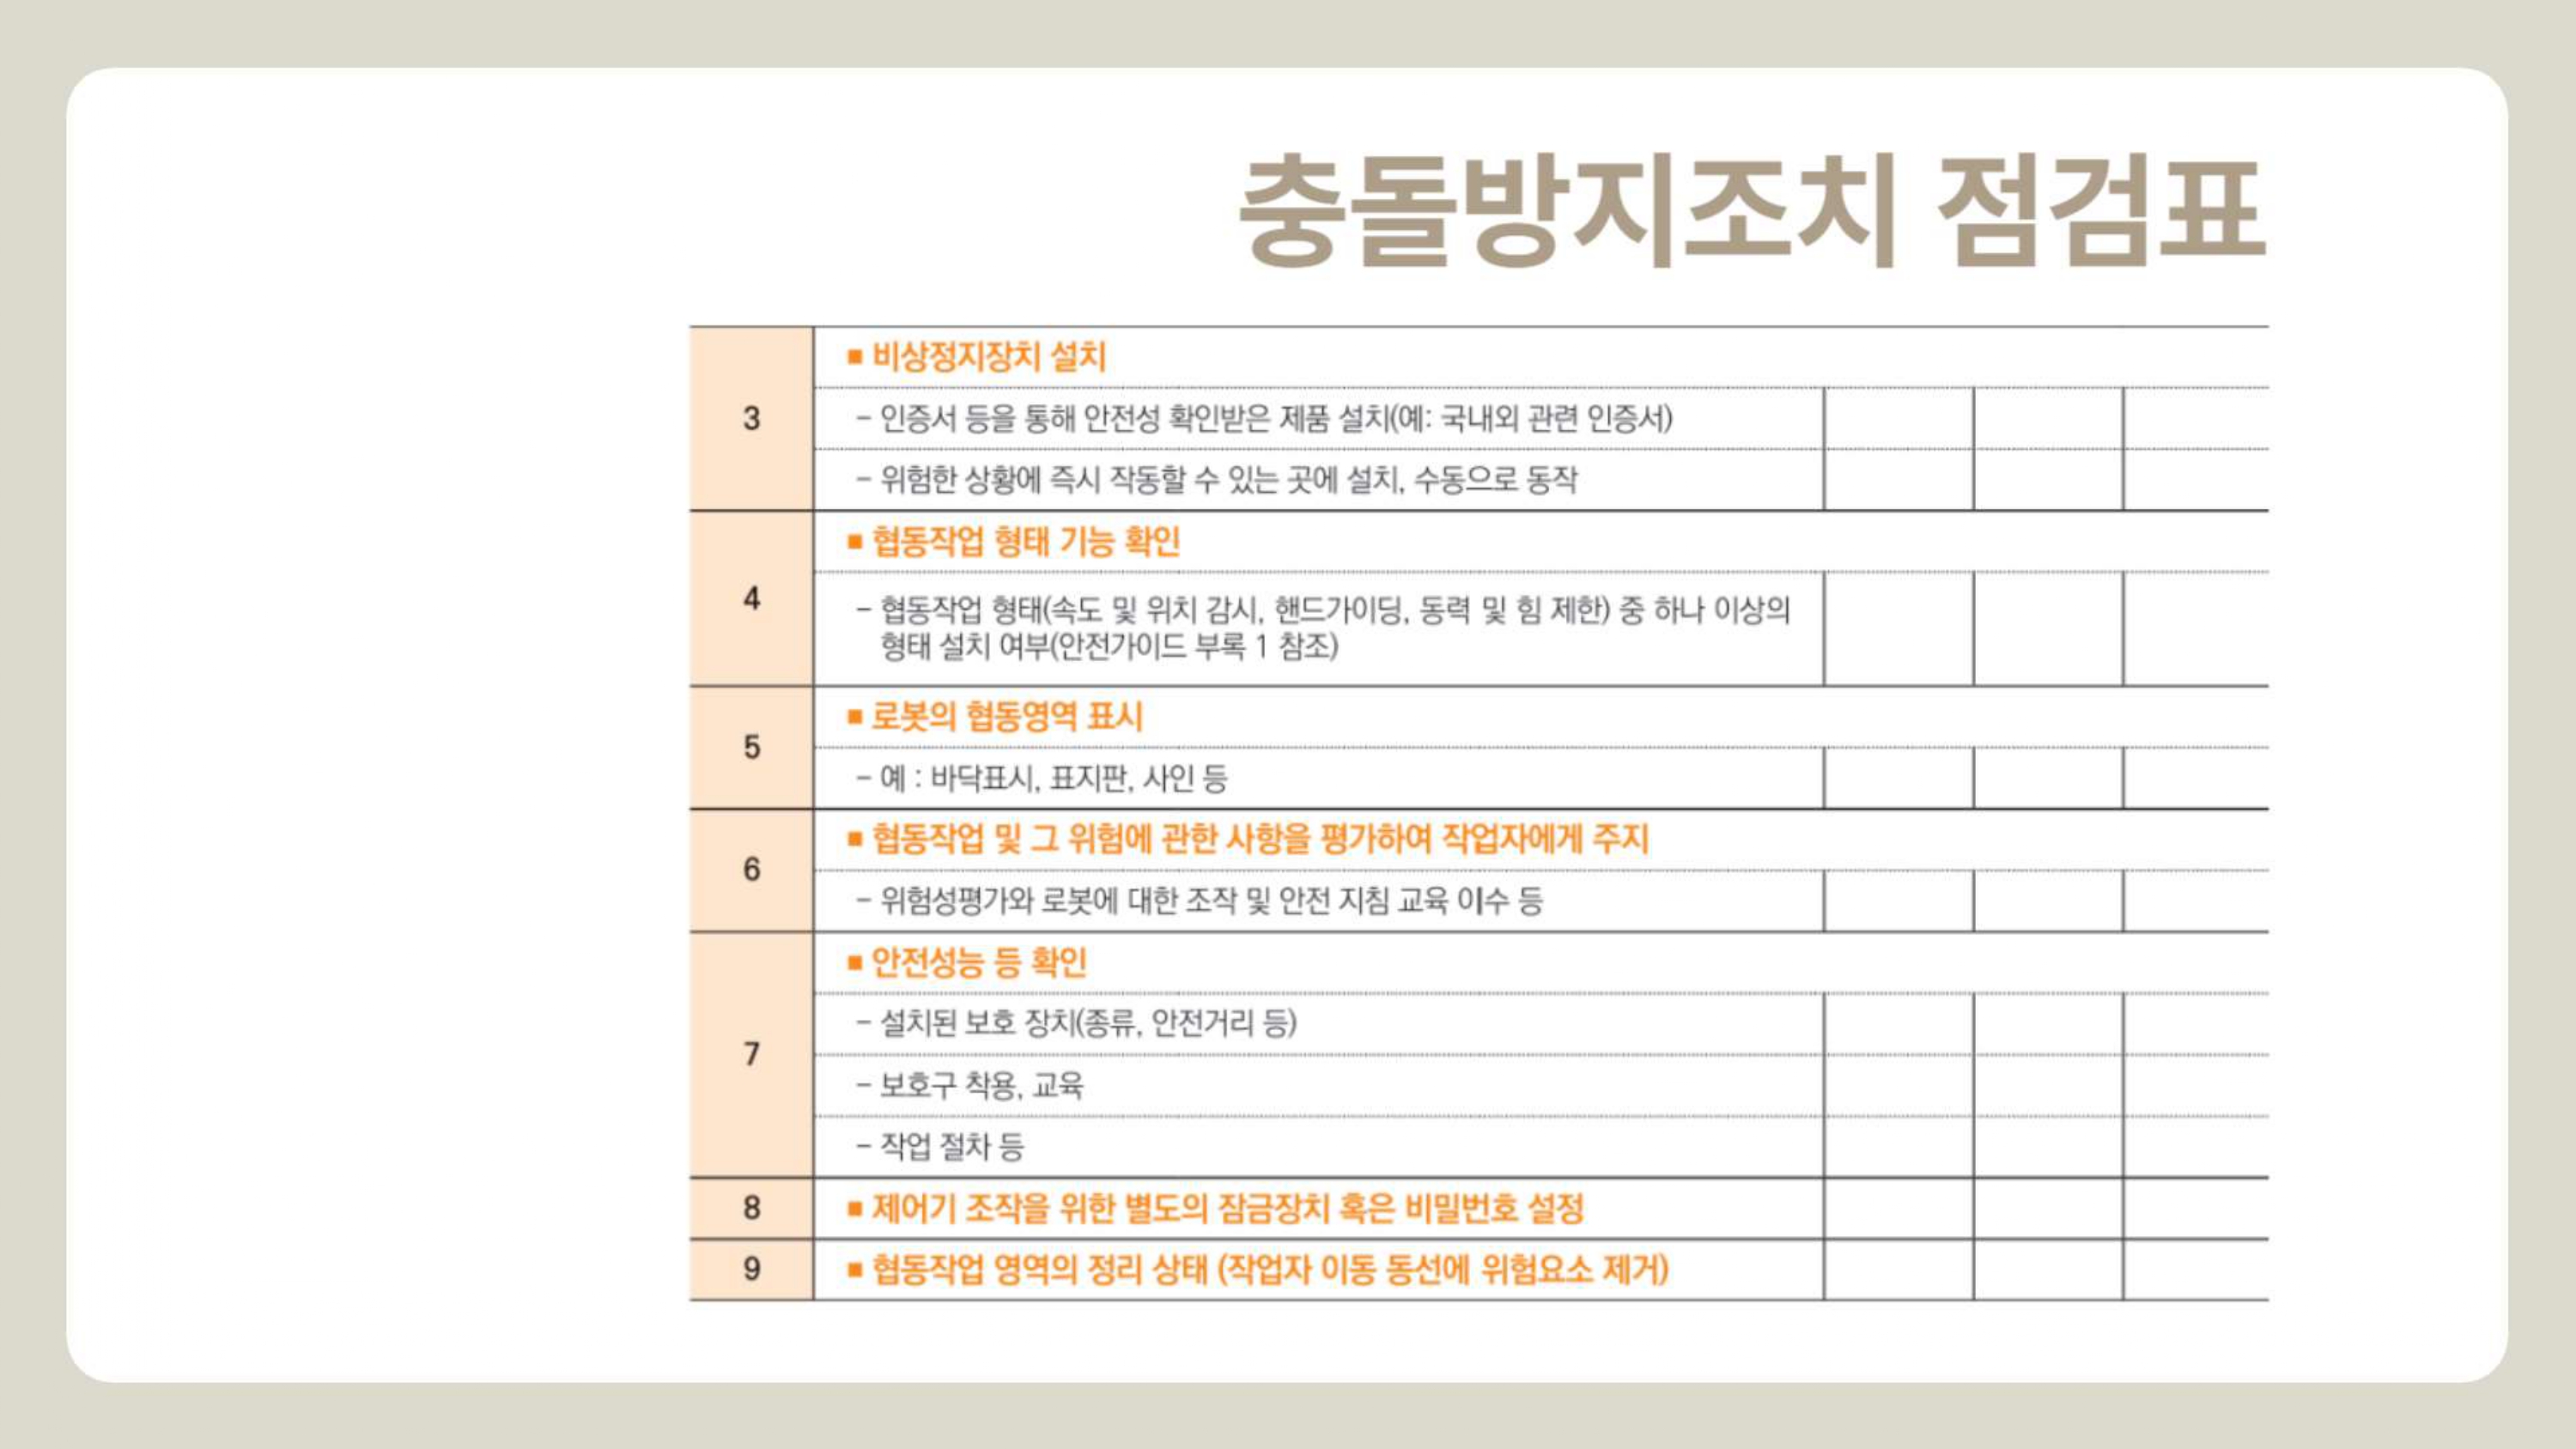 충돌방지조치 점검표
3
■ 비상정지장치 설치
– 인증서 등을 통해 안전성 확인받은 제품 설치(예: 국내외 관련 인증서)
– 위험한 상황에 즉시 작동할 수 있는 곳에 설치, 수동으로 동작
4
■ 협동작업 형태 기능 확인
– 협동작업 형태(속도 및 위치 감시, 핸드가이딩, 동력 및 힘 제한) 중 하나 이상의
형태 설치 여부(안전가이드 부록 1 참조)
5
■ 로봇의 협동영역 표시
– 예 : 바닥표시, 표지판, 사인 등
6
■ 협동작업 및 그 위험에 관한 사항을 평가하여 작업자에게 주지
– 위험성평가와 로봇에 대한 조작 및 안전 지침 교육 이수 등
7
■ 안전성능 등 확인
– 설치된 보호 장치(종류, 안전거리 등)
– 보호구 착용, 교육
– 작업 절차 등
8
■ 제어기 조작을 위한 별도의 잠금장치 혹은 비밀번호 설정
9
■ 협동작업 영역의 정리 상태 (작업자 이동 동선에 위험요소 제거)